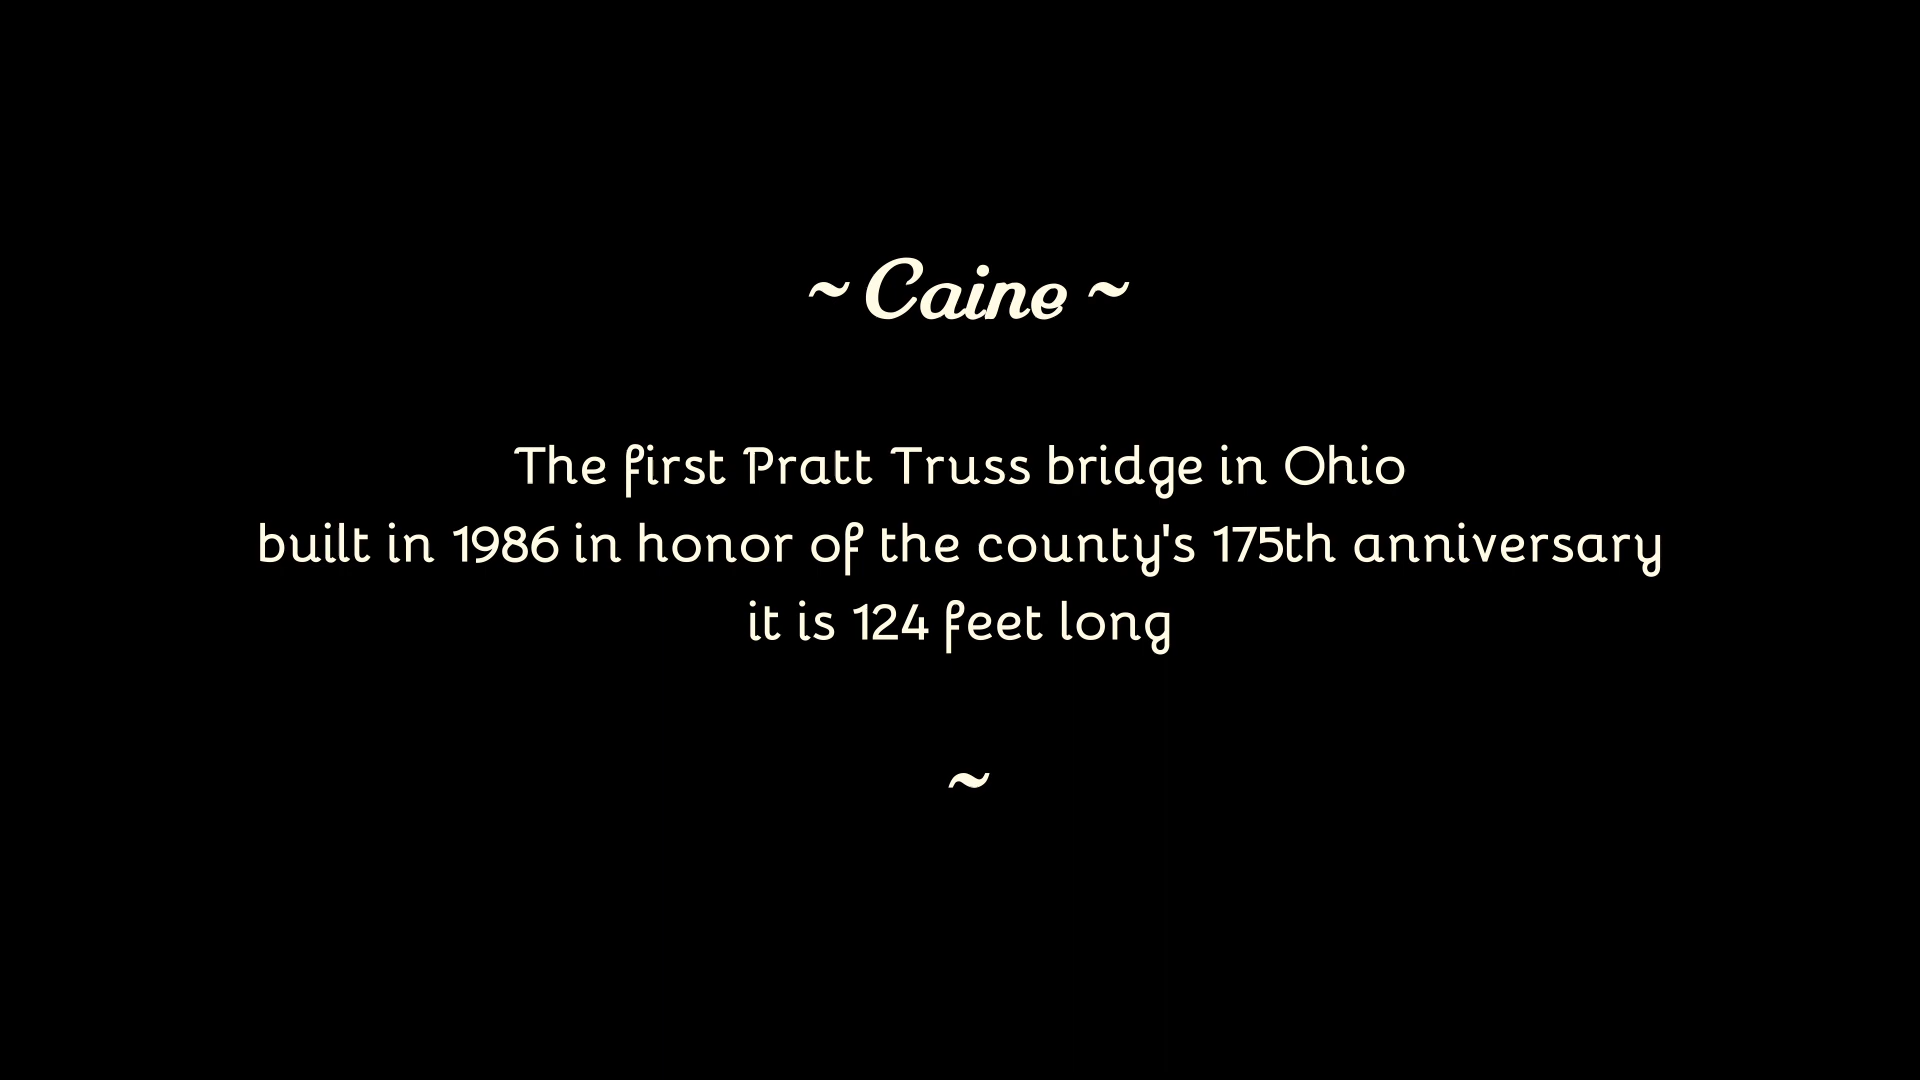 ~ Caine ~
The first Pratt Truss bridge in Ohio
built in 1986 in honor of the county's 175th anniversary
it is 124 feet long
~